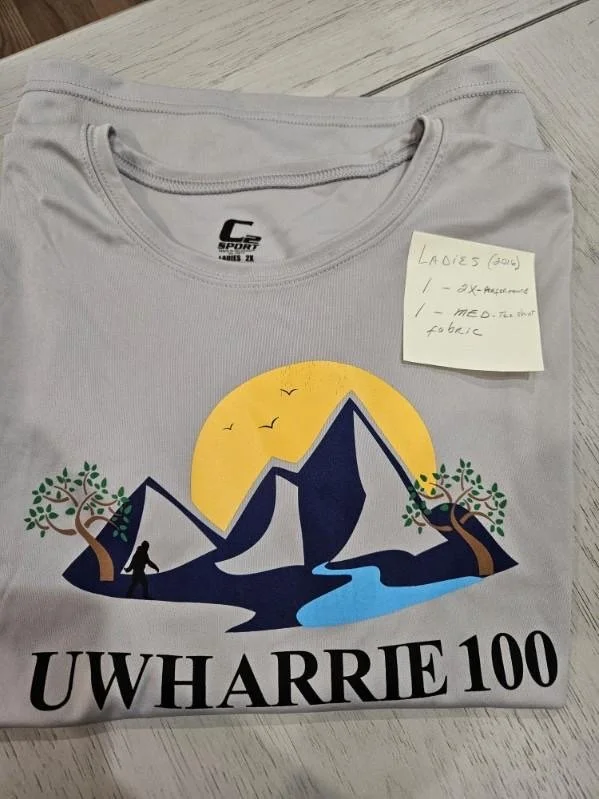 C2
SPORT
LADIES 2X
LADIES (2016)
1 - 2X-PERFORMANCE
1 - MED-Tee shirt
fabric
UWHARRIE 100